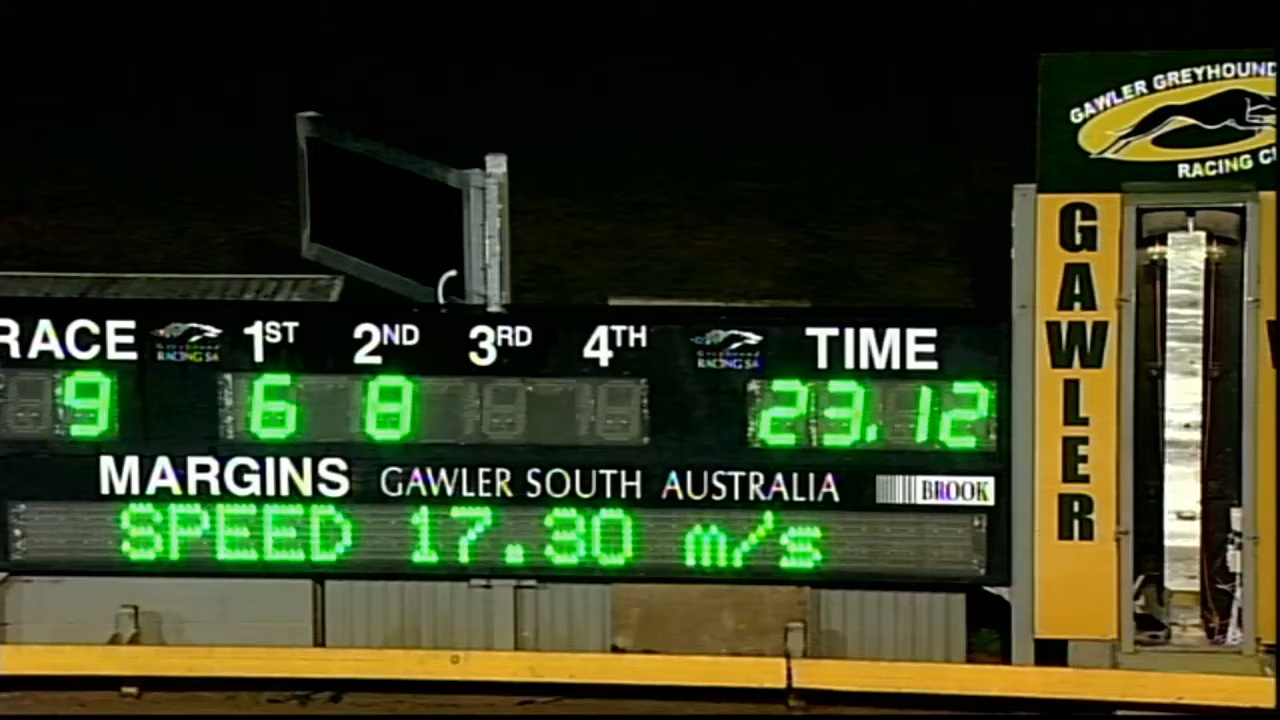 GAWLER GREYHOUND
RACING
RACE 1ST 2ND 3RD 4TH TIME
RACING SA
RACING SA
9 6 8 23.12
MARGINS GAWLER SOUTH AUSTRALIA BROOK
SPEED 17.30 m/s
GAWLER